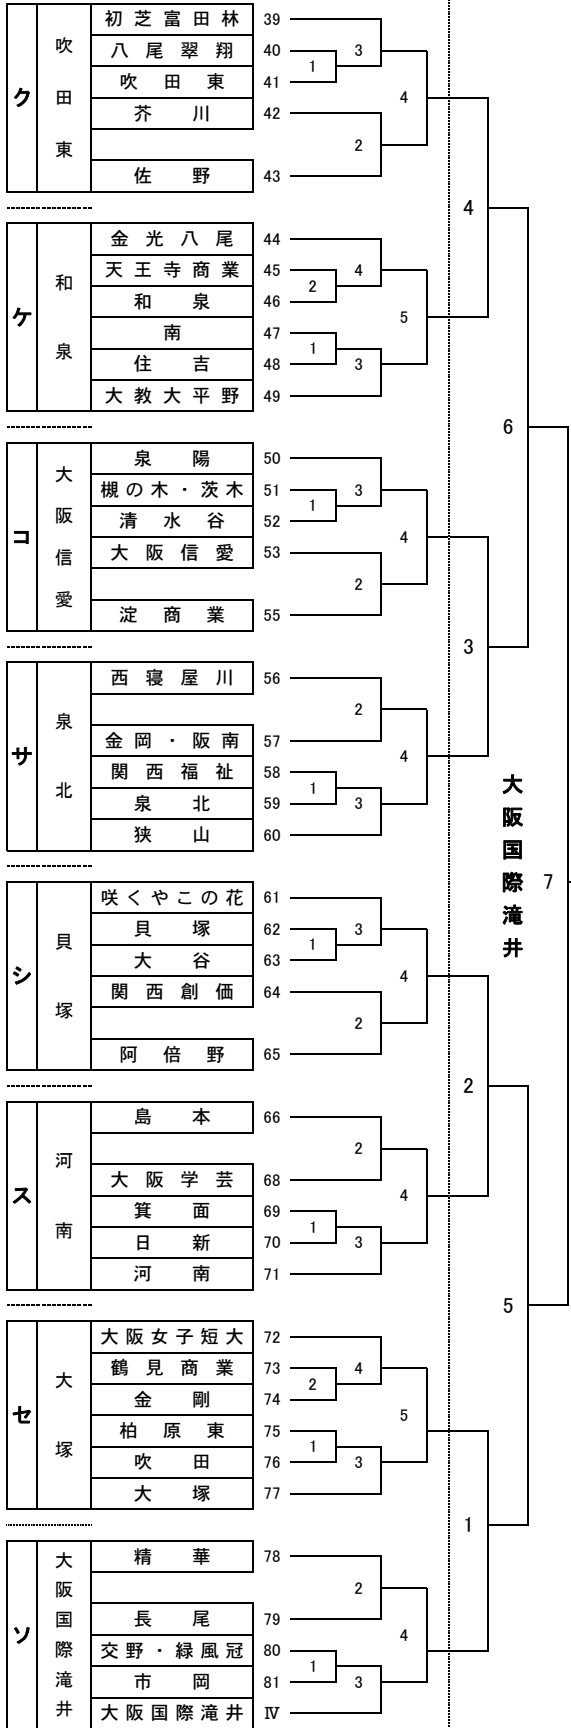 ク
吹田東
初芝富田林 39
八尾翠翔 40
吹田東 41
芥川 42
佐野 43
1
3
2
4
ケ
和泉
金光八尾 44
天王寺商業 45
和泉 46
南 47
住吉 48
大教大平野 49
2
4
1
3
5
4
コ
大阪信愛
泉陽 50
槻の木・茨木 51
清水谷 52
大阪信愛 53
淀商業 55
1
3
2
4
サ
泉北
西寝屋川 56
金岡・阪南 57
関西福祉 58
泉北 59
狭山 60
2
1
3
4
3
6
シ
貝塚
咲くやこの花 61
貝塚 62
大谷 63
関西創価 64
阿倍野 65
1
3
2
4
ス
河南
島本 66
大阪学芸 68
箕面 69
日新 70
河南 71
2
1
3
4
2
セ
大塚
大阪女子短大 72
鶴見商業 73
金剛 74
柏原東 75
吹田 76
大塚 77
2
4
1
3
5
ソ
大阪国際滝井
精華 78
長尾 79
交野・緑風冠 80
市岡 81
大阪国際滝井 Ⅳ
2
1
3
4
1
5
大阪国際滝井
7